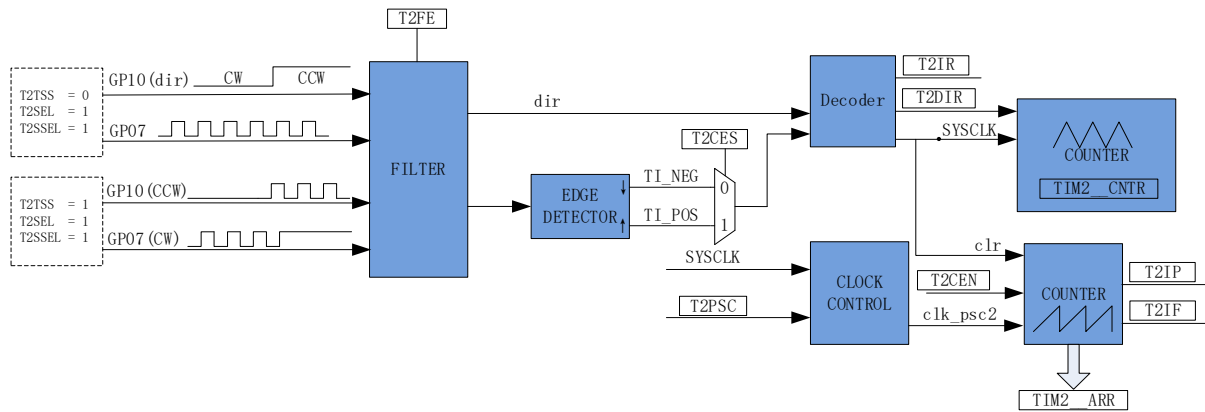 T2FE
T2TSS = 0
T2SEL = 1
T2SSEL = 1
GP10(dir)
CW
CCW
GP07
T2TSS = 1
T2SEL = 1
T2SSEL = 1
GP10(CCW)
GP07(CW)
FILTER
dir
EDGE
DETECTOR
↓
↑
TI_NEG
TI_POS
T2CES
0
1
Decoder
T2IR
T2DIR
SYSCLK
COUNTER
TIM2__CNTR
SYSCLK
T2PSC
CLOCK
CONTROL
clr
T2CEN
clk_psc2
COUNTER
T2IP
T2IF
TIM2__ARR